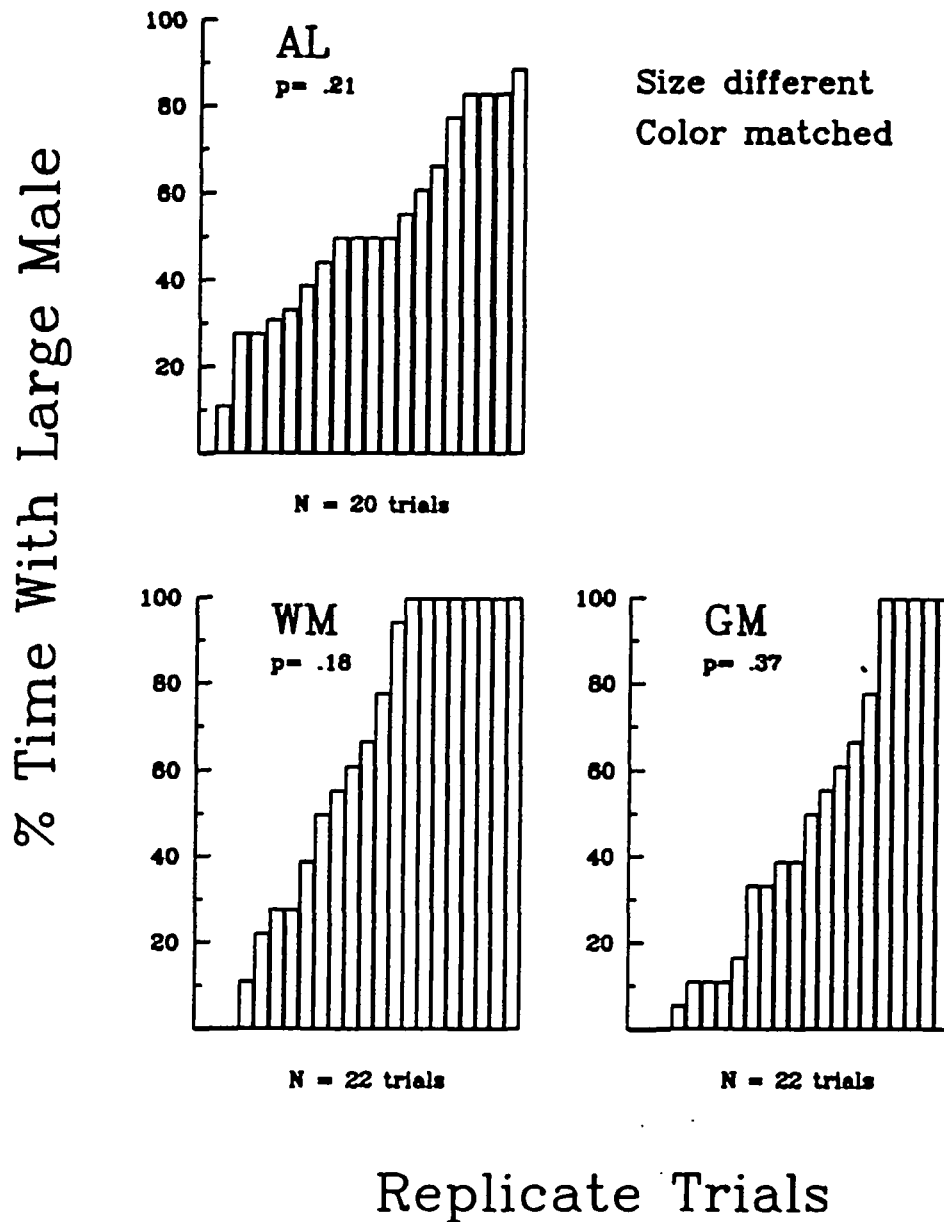 % Time With Large Male
100
80
60
40
20
AL
p= .21
Size different
Color matched
N = 20 trials
100
80
60
40
20
WM
p= .18
N = 22 trials
100
80
60
40
20
GM
p= .37
N = 22 trials
Replicate Trials